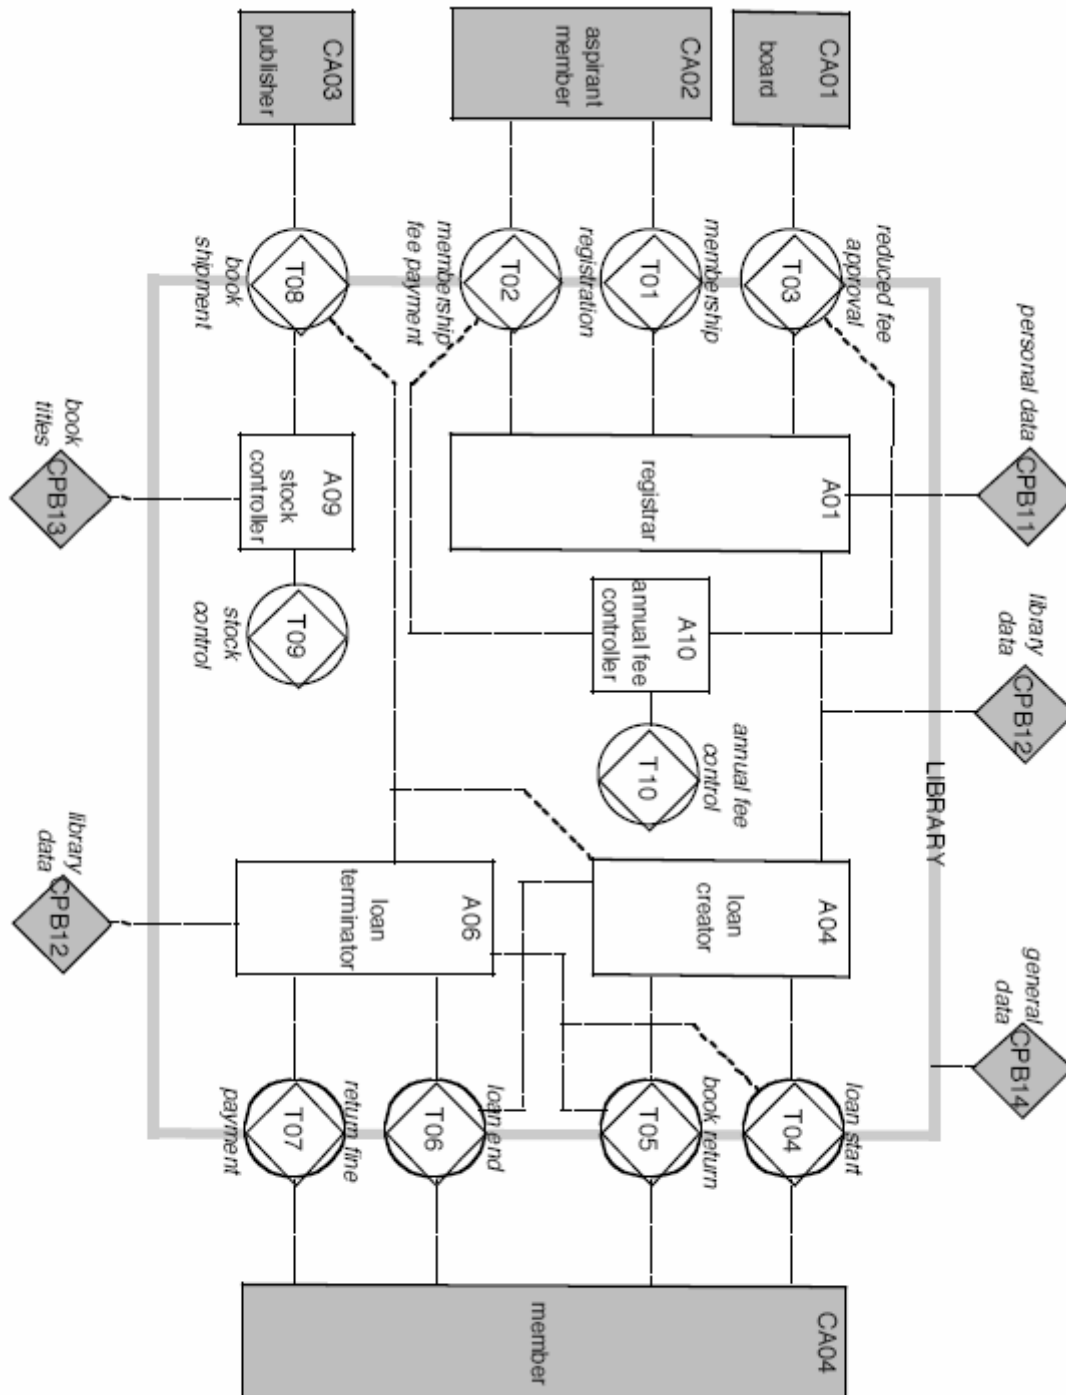 CA01
board
CA02
aspirant
member
CA03
publisher
reduced fee
approval
T03
membership
registration
T01
membership
fee payment
T02
book
shipment
T08
personal data
CPB11
A01
registrar
A09
stock
controller
book
titles
CPB13
library
data
CPB12
A10
annual fee
controller
stock
control
T09
annual fee
control
T10
LIBRARY
A04
loan
creator
A06
loan
terminator
library
data
CPB12
general
data
CPB14
loan start
T04
book return
T05
loan end
T06
return fine
payment
T07
CA04
member